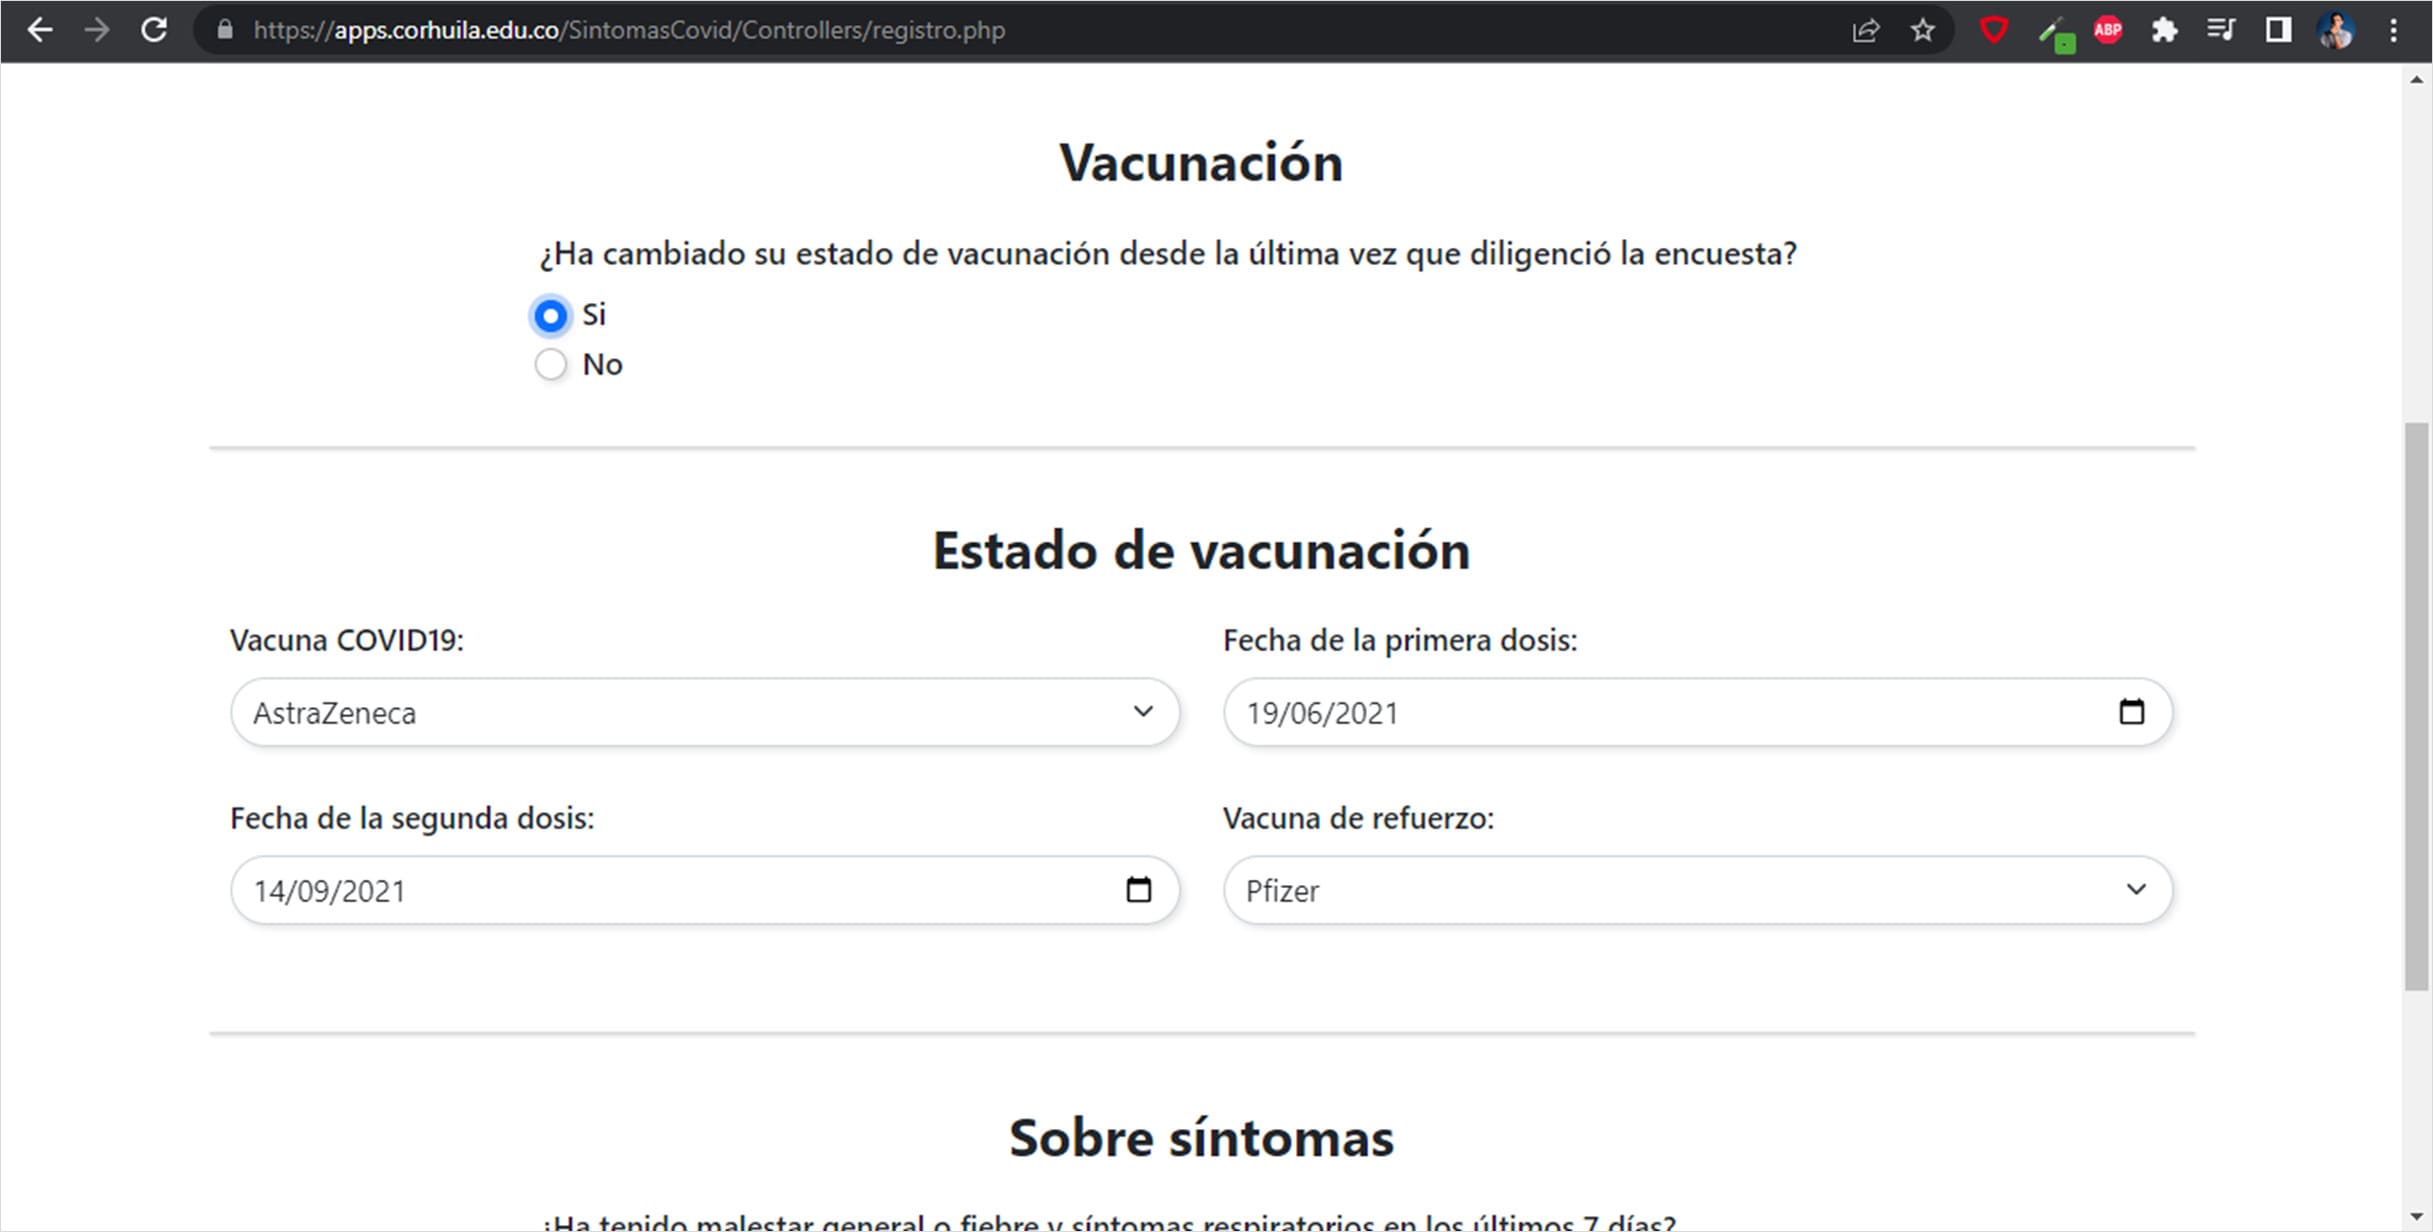 https://apps.corhuila.edu.co/SintomasCovid/Controllers/registro.php
ABP
Vacunación
¿Ha cambiado su estado de vacunación desde la última vez que diligenció la encuesta?
Si
No
Estado de vacunación
Vacuna COVID19:
Fecha de la primera dosis:
AstraZeneca
19/06/2021
Fecha de la segunda dosis:
Vacuna de refuerzo:
14/09/2021
Pfizer
Sobre síntomas
¿Ha tenido malestar general o fiebre y síntomas respiratorios en los últimos 7 días?